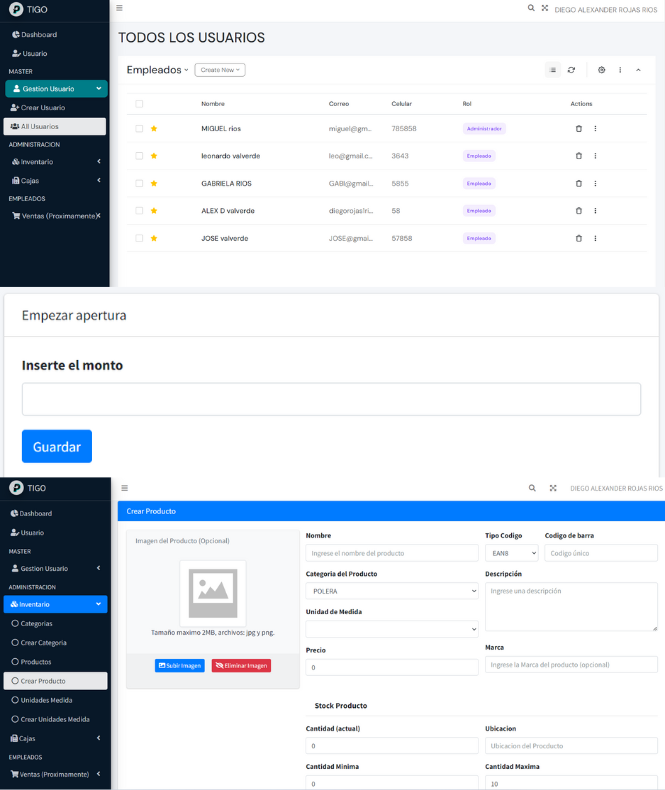 TIGO
DIEGO ALEXANDER ROJAS RIOS
Dashboard
Usuario
MASTER
Gestion Usuario
Crear Usuario
All Usuarios
ADMINISTRACION
Inventario
Cajas
EMPLEADOS
Ventas (Proximamente)
TODOS LOS USUARIOS
Empleados
Create New
Nombre Correo Celular Rol Actions
MIGUEL rios miguel@gm... 785858 Administrador
leonardo valverde leo@gmail.c... 3643 Empleado
GABRIELA RIOS GABI@gmail... 5855 Empleado
ALEX D valverde diegorojaslri... 58 Empleado
JOSE valverde JOSE@gmai... 57858 Empleado
Empezar apertura
Inserte el monto
Guardar
TIGO
DIEGO ALEXANDER ROJAS RIOS
Dashboard
Usuario
MASTER
Gestion Usuario
ADMINISTRACION
Inventario
Categorias
Crear Categoria
Productos
Crear Producto
Unidades Medida
Crear Unidades Medida
Cajas
EMPLEADOS
Ventas (Proximamente)
Crear Producto
Imagen del Producto (Opcional)
Tamaño maximo 2MB, archivos: jpg y png.
Subir Imagen Eliminar Imagen
Nombre
Ingrese el nombre del producto
Tipo Codigo Codigo de barra
EAN8 Codigo único
Categoria del Producto
POLERA
Descripción
Ingrese una descripción
Unidad de Medida
Precio
0
Marca
Ingrese la Marca del producto (opcional)
Stock Producto
Cantidad (actual)
0
Ubicacion
Ubicacion del Procducto
Cantidad Minima
0
Cantidad Maxima
10